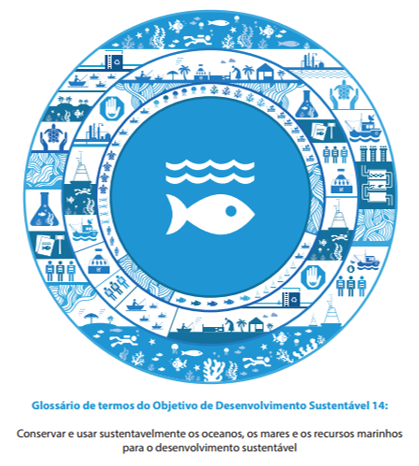 Glossário de termos do Objetivo de Desenvolvimento Sustentável 14:
Conservar e usar sustentavelmente os oceanos, os mares e os recursos marinhos
para o desenvolvimento sustentável